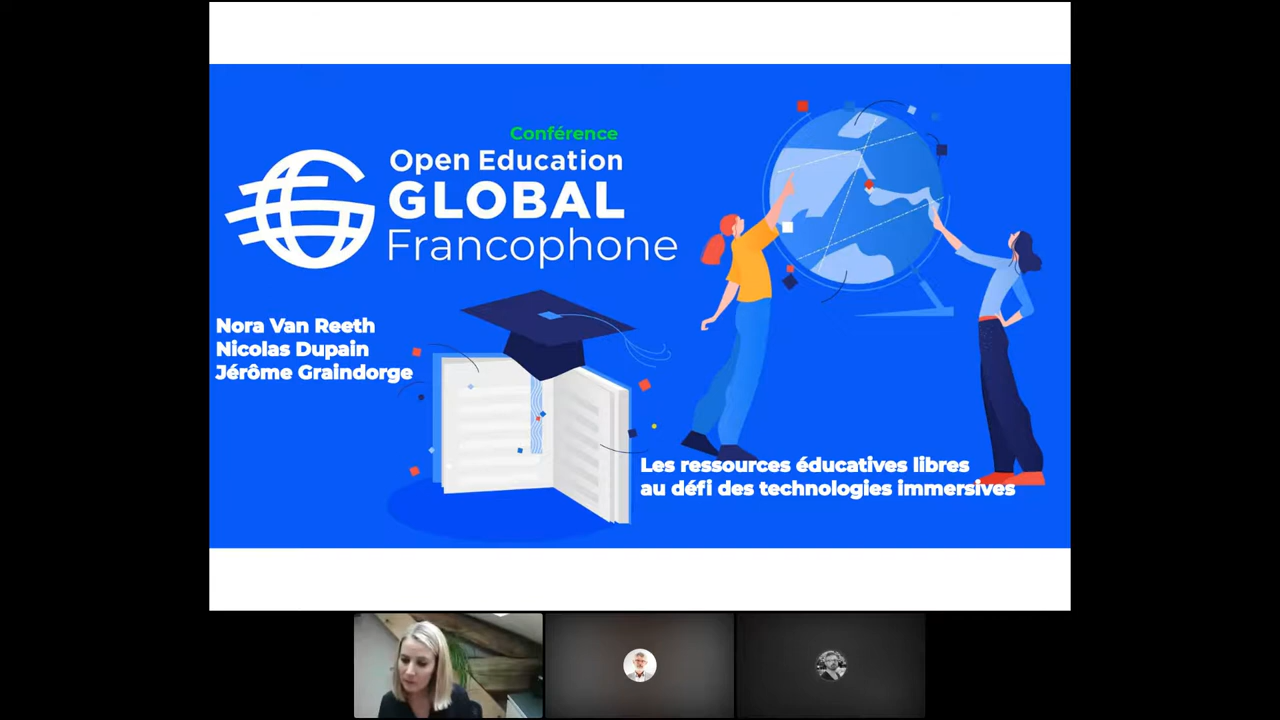 Conférence
Open Education
GLOBAL
Francophone
Nora Van Reeth
Nicolas Dupain
Jérôme Graindorge
Les ressources éducatives libres
au défi des technologies immersives